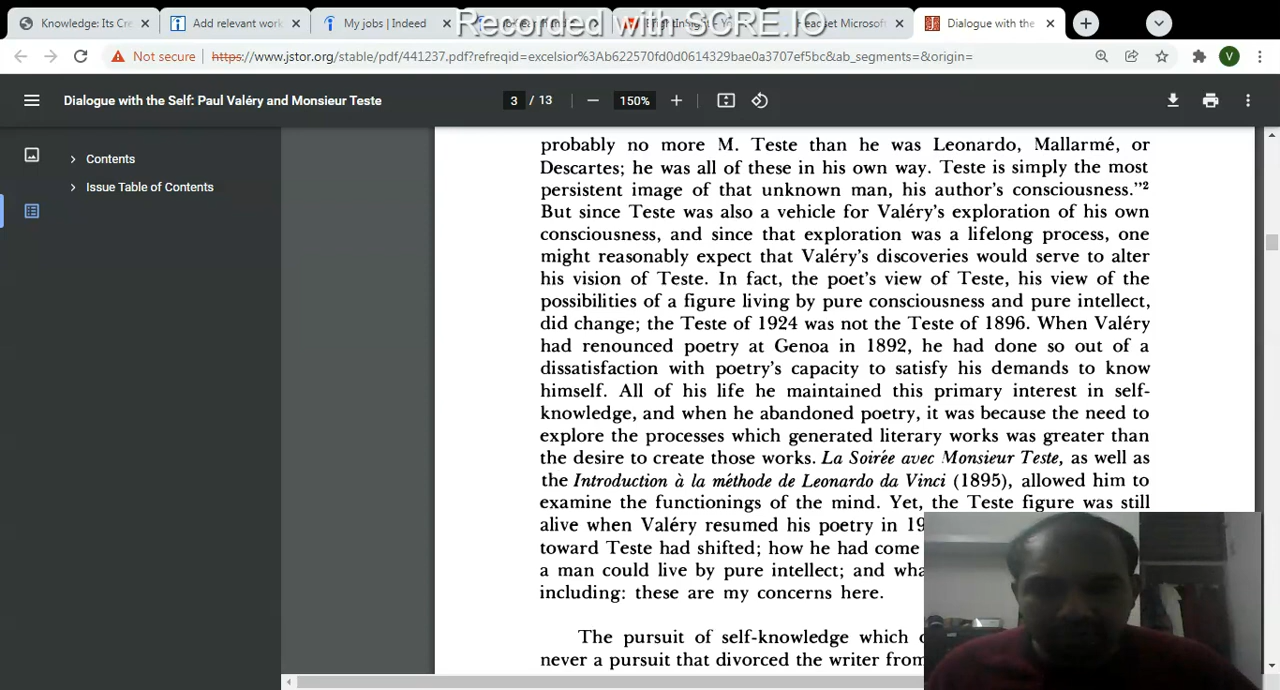 Knowledge: Its Cre
Add relevant work
My jobs | Indeed
Headset Microsoft
Dialogue with the
Recorded with SCRE.IO
Not secure
https://www.jstor.org/stable/pdf/441237.pdf?refreqid=excelsior%3Ab622570fd0d0614329bae0a3707ef5bc&ab_segments=&origin=
V
Dialogue with the Self: Paul Valéry and Monsieur Teste
3 / 13
150%
Contents
Issue Table of Contents
probably no more M. Teste than he was Leonardo, Mallarmé, or
Descartes; he was all of these in his own way. Teste is simply the most
persistent image of that unknown man, his author's consciousness."²
But since Teste was also a vehicle for Valéry's exploration of his own
consciousness, and since that exploration was a lifelong process, one
might reasonably expect that Valéry's discoveries would serve to alter
his vision of Teste. In fact, the poet's view of Teste, his view of the
possibilities of a figure living by pure consciousness and pure intellect,
did change; the Teste of 1924 was not the Teste of 1896. When Valéry
had renounced poetry at Genoa in 1892, he had done so out of a
dissatisfaction with poetry's capacity to satisfy his demands to know
himself. All of his life he maintained this primary interest in self-
knowledge, and when he abandoned poetry, it was because the need to
explore the processes which generated literary works was greater than
the desire to create those works. La Soirée avec Monsieur Teste, as well as
the Introduction à la méthode de Leonardo da Vinci (1895), allowed him to
examine the functionings of the mind. Yet, the Teste figure was still
alive when Valéry resumed his poetry in 19
toward Teste had shifted; how he had come
a man could live by pure intellect; and wha
including: these are my concerns here.
The pursuit of self-knowledge which
never a pursuit that divorced the writer from